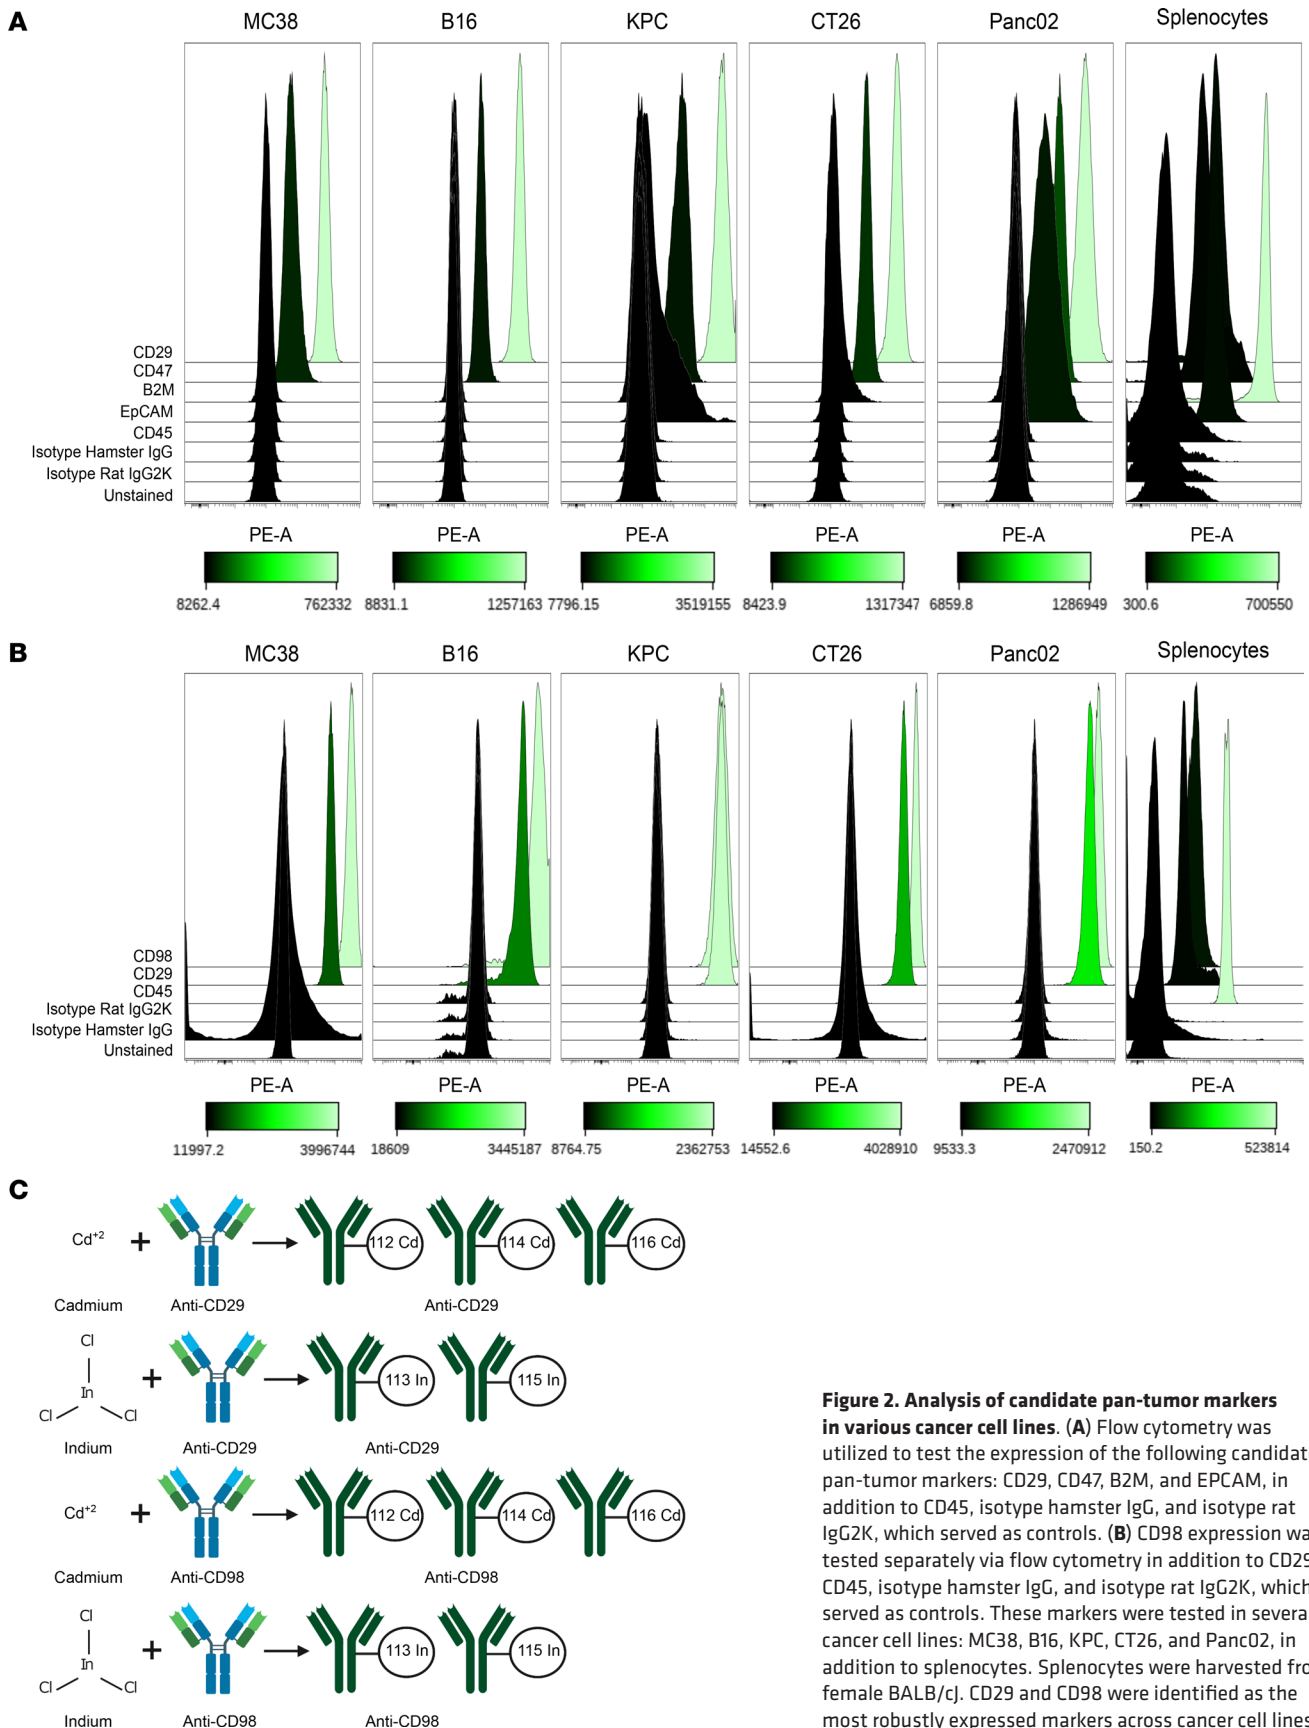 A
MC38 B16 KPC CT26 Panc02 Splenocytes
CD29
CD47
B2M
EpCAM
CD45
Isotype Hamster IgG
Isotype Rat IgG2K
Unstained
PE-A PE-A PE-A PE-A PE-A PE-A
8262.4 762332 8831.1 1257163 7796.15 3519155 8423.9 1317347 6859.8 1286949 300.6 700550
B
MC38 B16 KPC CT26 Panc02 Splenocytes
CD98
CD29
CD45
Isotype Rat IgG2K
Isotype Hamster IgG
Unstained
PE-A PE-A PE-A PE-A PE-A PE-A
11997.2 3996744 18609 3445187 8764.75 2362753 14552.6 4028910 9533.3 2470912 150.2 523814
C
Cd+2 + 112 Cd 114 Cd 116 Cd
Cadmium Anti-CD29 Anti-CD29
Cl
In
Cl Cl
+ 113 In 115 In
Indium Anti-CD29 Anti-CD29
Cd+2 + 112 Cd 114 Cd 116 Cd
Cadmium Anti-CD98 Anti-CD98
Cl
In
Cl Cl
+ 113 In 115 In
Indium Anti-CD98 Anti-CD98
Figure 2. Analysis of candidate pan-tumor markers
in various cancer cell lines. (A) Flow cytometry was
utilized to test the expression of the following candidat
pan-tumor markers: CD29, CD47, B2M, and EPCAM, in
addition to CD45, isotype hamster IgG, and isotype rat
IgG2K, which served as controls. (B) CD98 expression wa
tested separately via flow cytometry in addition to CD29
CD45, isotype hamster IgG, and isotype rat IgG2K, which
served as controls. These markers were tested in severa
cancer cell lines: MC38, B16, KPC, CT26, and Panc02, in
addition to splenocytes. Splenocytes were harvested fro
female BALB/cJ. CD29 and CD98 were identified as the
most robustly expressed markers across cancer cell lines